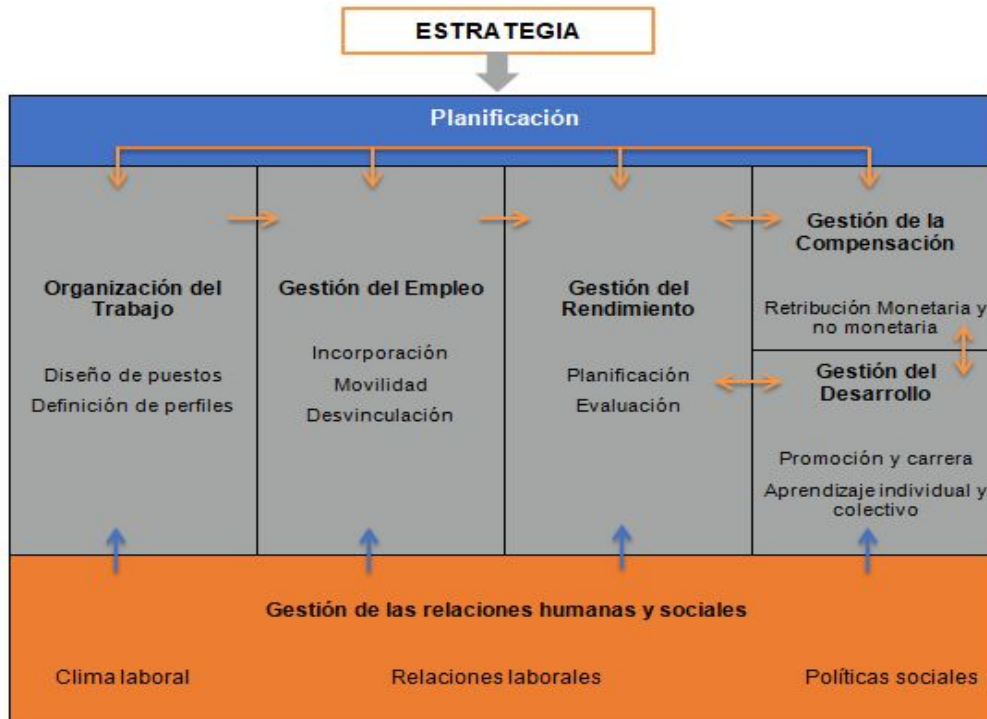 ESTRATEGIA
Planificación
Organización del
Trabajo
Diseño de puestos
Definición de perfiles
Gestión del Empleo
Incorporación
Movilidad
Desvinculación
Gestión del
Rendimiento
Planificación
Evaluación
Gestión de la
Compensación
Retribución Monetaria y
no monetaria
Gestión del
Desarrollo
Promoción y carrera
Aprendizaje individual y
colectivo
Gestión de las relaciones humanas y sociales
Clima laboral
Relaciones laborales
Políticas sociales